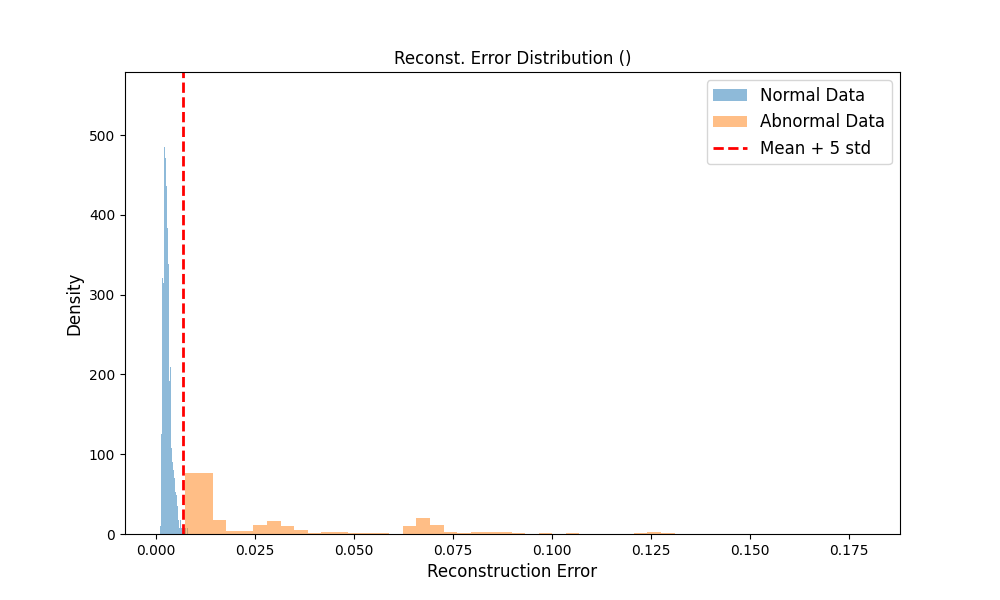 Reconst. Error Distribution ()
Normal Data
Abnormal Data
Mean + 5 std
Density
500
400
300
200
100
0
0.000 0.025 0.050 0.075 0.100 0.125 0.150 0.175
Reconstruction Error